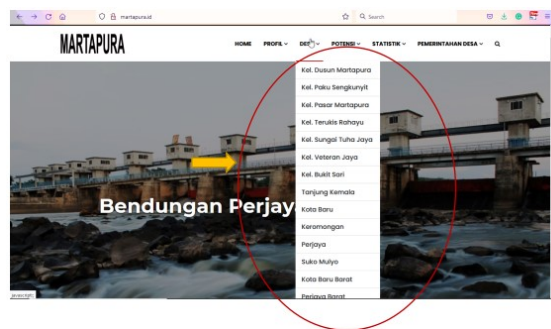 martapura.id
Search
MARTAPURA
HOME PROFIL DESA POTENSI STATISTIK PEMERINTAHAN DESA
Kel. Dusun Martapura
Kel. Paku Sengkunyit
Kel. Pasar Martapura
Kel. Terukis Rahayu
Kel. Sungai Tuha Jaya
Kel. Veteran Jaya
Kel. Bukit Sari
Tanjung Kemala
Kota Baru
Keromongan
Perjaya
Suko Mulyo
Kota Baru Barat
Perjaya Barat
Bendungan Perjay
javascript: